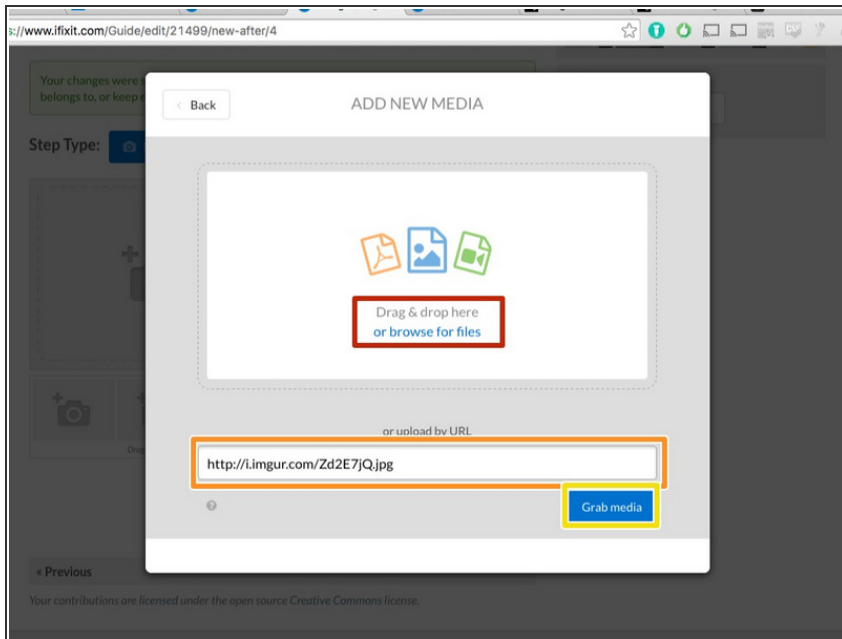 s://www.ifixit.com/Guide/edit/21499/new-after/4
Your changes were
belongs to, or keep
Back
ADD NEW MEDIA
Step Type:
Drag & drop here
or browse for files
or upload by URL
http://i.imgur.com/Zd2E7jQ.jpg
Grab media
« Previous
Your contributions are licensed under the open source Creative Commons license.